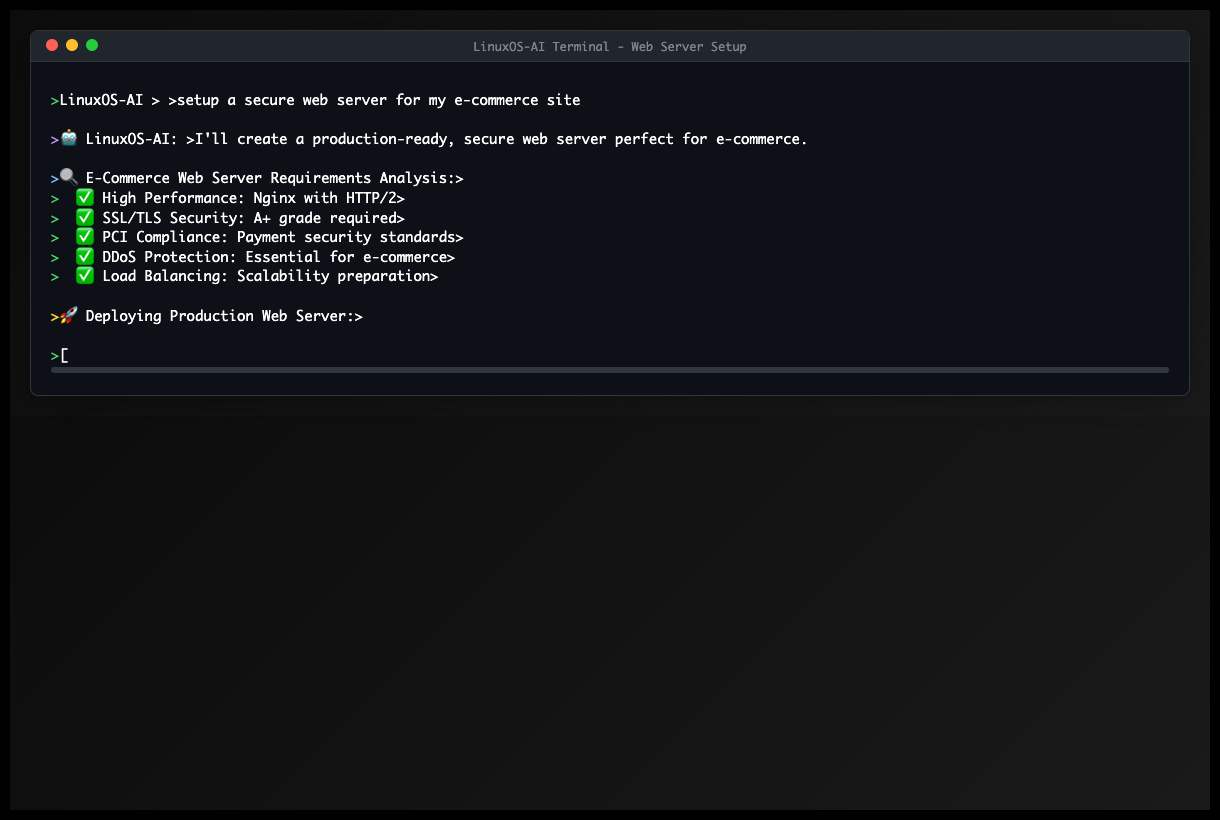 LinuxOS-AI Terminal - Web Server Setup
>LinuxOS-AI > >setup a secure web server for my e-commerce site
>🤖 LinuxOS-AI: >I'll create a production-ready, secure web server perfect for e-commerce.
>🔍 E-Commerce Web Server Requirements Analysis:>
> ✅ High Performance: Nginx with HTTP/2>
> ✅ SSL/TLS Security: A+ grade required>
> ✅ PCI Compliance: Payment security standards>
> ✅ DDoS Protection: Essential for e-commerce>
> ✅ Load Balancing: Scalability preparation>
>🚀 Deploying Production Web Server:>
>[